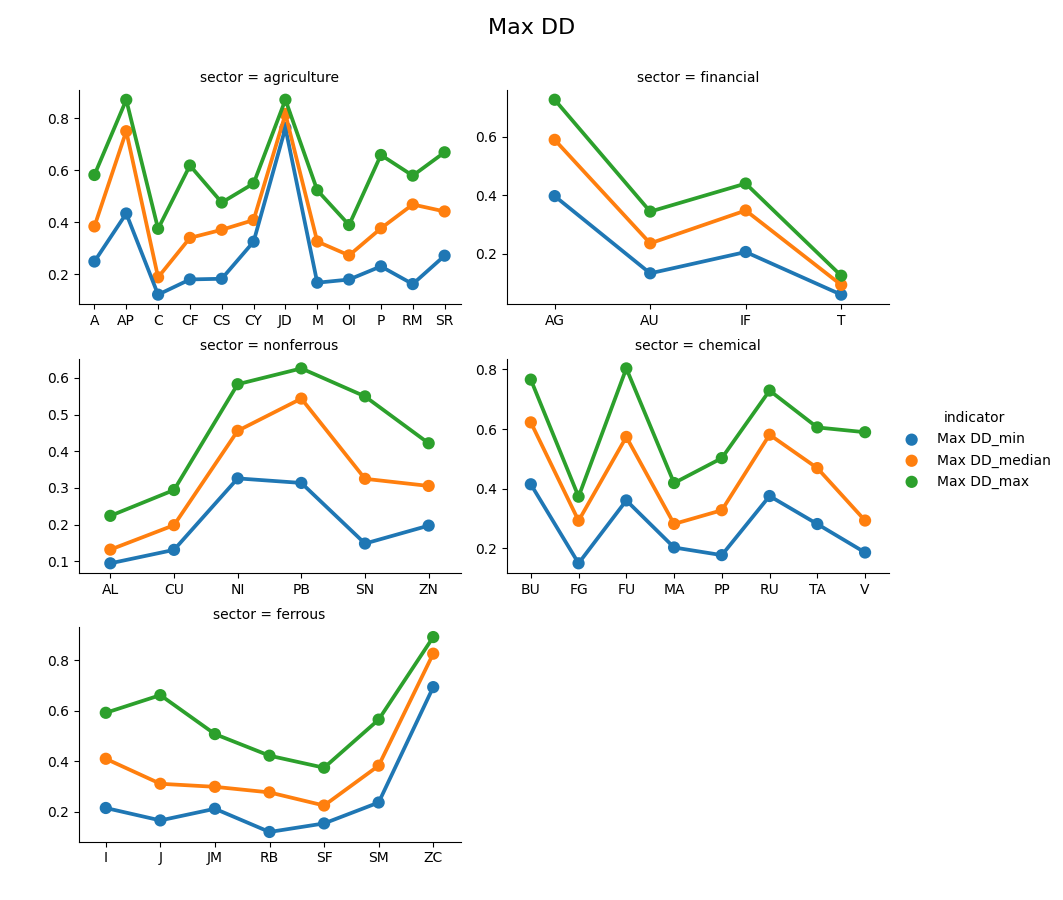 Max DD
sector = agriculture
0.8
0.6
0.4
0.2
A AP C CF CS CY JD M OI P RM SR
sector = financial
0.6
0.4
0.2
AG AU IF T
sector = nonferrous
0.6
0.5
0.4
0.3
0.2
0.1
AL CU NI PB SN ZN
sector = chemical
0.8
0.6
0.4
0.2
BU FG FU MA PP RU TA V
indicator
Max DD_min
Max DD_median
Max DD_max
sector = ferrous
0.8
0.6
0.4
0.2
I J JM RB SF SM ZC